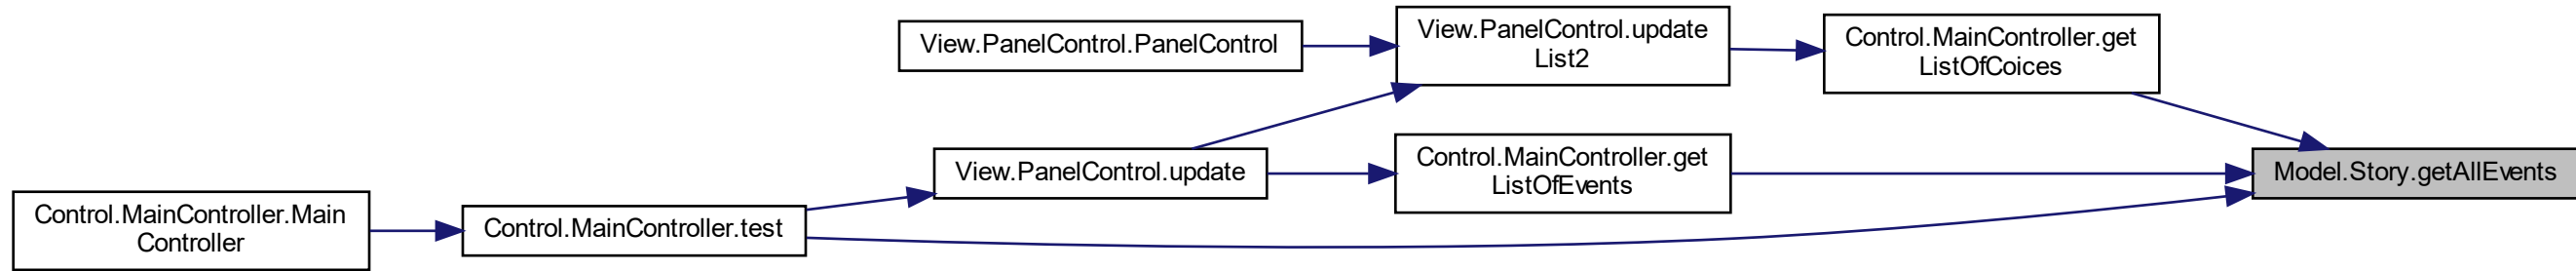 View.PanelControl.PanelControl
View.PanelControl.update
List2
Control.MainController.get
ListOfCoices
View.PanelControl.update
Control.MainController.get
ListOfEvents
Model.Story.getAllEvents
Control.MainController.Main
Controller
Control.MainController.test